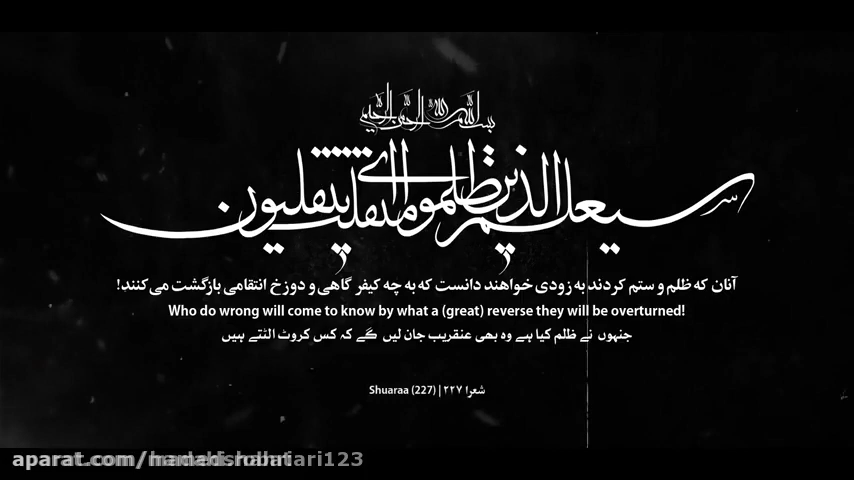 بسم الله الرحمن الرحیم
سیعلم الذین ظلموا ای منقلب ینقلبون
آنان که ظلم و ستم کردند به زودی خواهند دانست که به چه کیفر گاهی و دوزخ انتقامی بازگشت می‌کنند!
Who do wrong will come to know by what a (great) reverse they will be overturned!
جنہوں نے ظلم کیا ہے وہ بھی عنقریب جان لیں گے کہ کس کروٹ الٹتے ہیں
Shuaraa (227) | شعرا ۲۲۷
aparat.com/